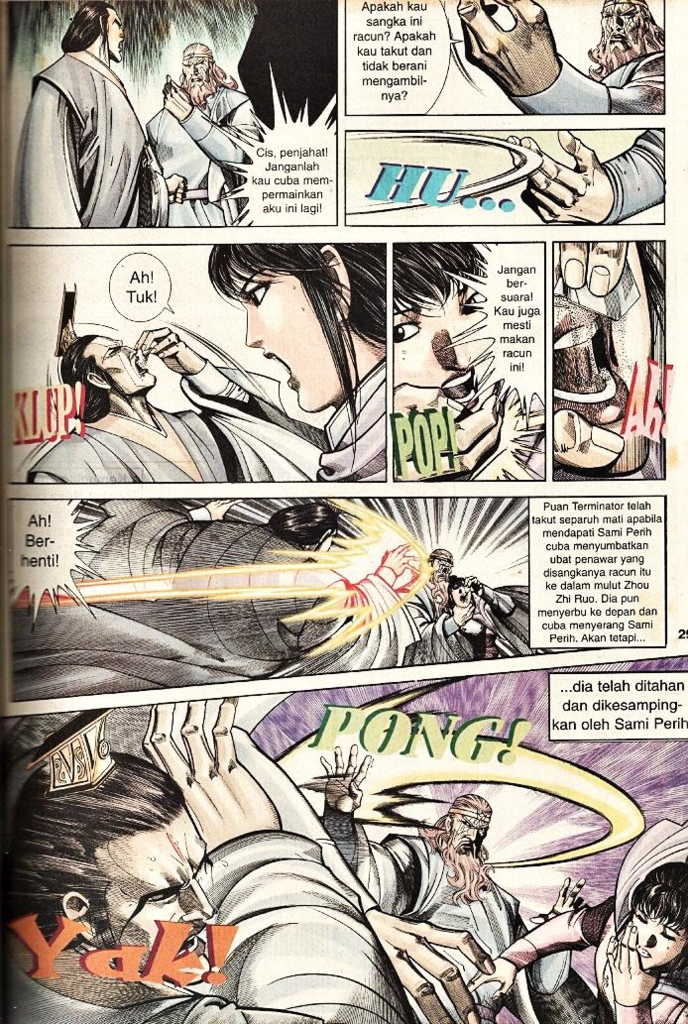 Cis, penjahat!
Janganlah
kau cuba mem-
permainkan
aku ini lagi!
Apakah kau
sangka ini
racun? Apakah
kau takut dan
tidak berani
mengambil-
nya?
HU...
Ah!
Tuk!
KLUP!
Jangan
ber-
suara!
Kau juga
mesti
makan
racun
ini!
POP!
Ah!
Ah!
Ber-
henti!
Puan Terminator telah
takut separuh mati apabila
mendapati Sami Perih
cuba menyumbatkan
ubat penawar yang
disangkanya racun itu
ke dalam mulut Zhou
Zhi Ruo. Dia pun
menyerbu ke depan dan
cuba menyerang Sami
Perih. Akan tetapi...
...dia telah ditahan
dan dikesamping-
kan oleh Sami Perih
PONG!
Yak!